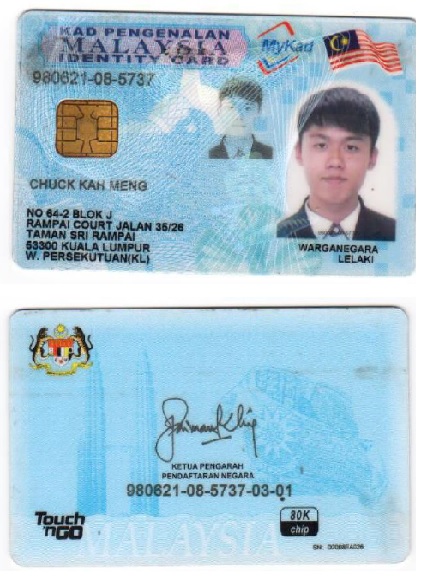 KAD PENGENALAN
MALAYSIA
IDENTITY CARD
MyKad
980621-08-5737
CHUCK KAH MENG
NO 64-2 BLOK J
RAMPAI COURT JALAN 35/26
TAMAN SRI RAMPAI
53300 KUALA LUMPUR
W. PERSEKUTUAN(KL)
WARGANEGARA
LELAKI
KETUA PENGARAH
PENDAFTARAN NEGARA
980621-08-5737-03-01
Touch
'n GO
80K
chip
MALAYSIA